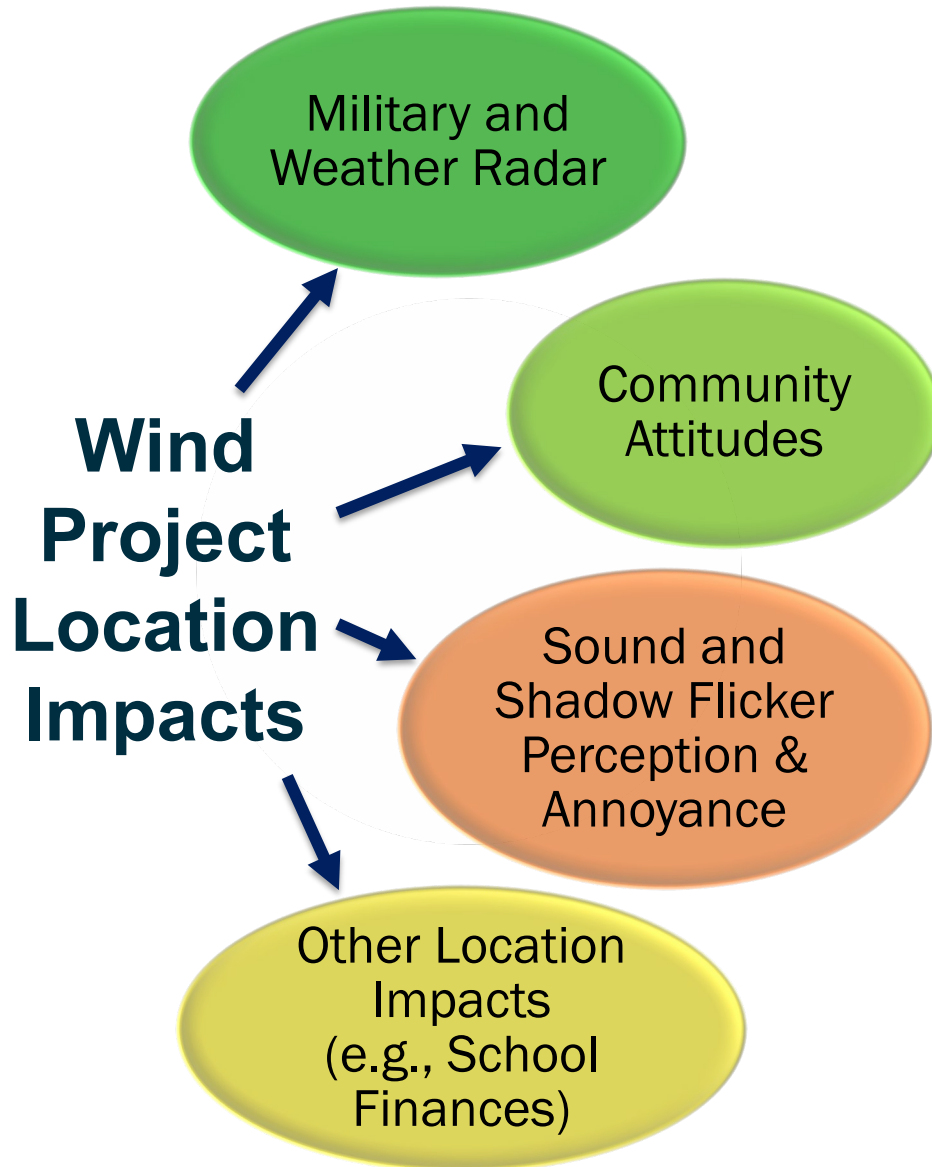 Military and
Weather Radar
Community
Attitudes
Wind
Project
Location
Impacts
Sound and
Shadow Flicker
Perception &
Annoyance
Other Location
Impacts
(e.g., School
Finances)